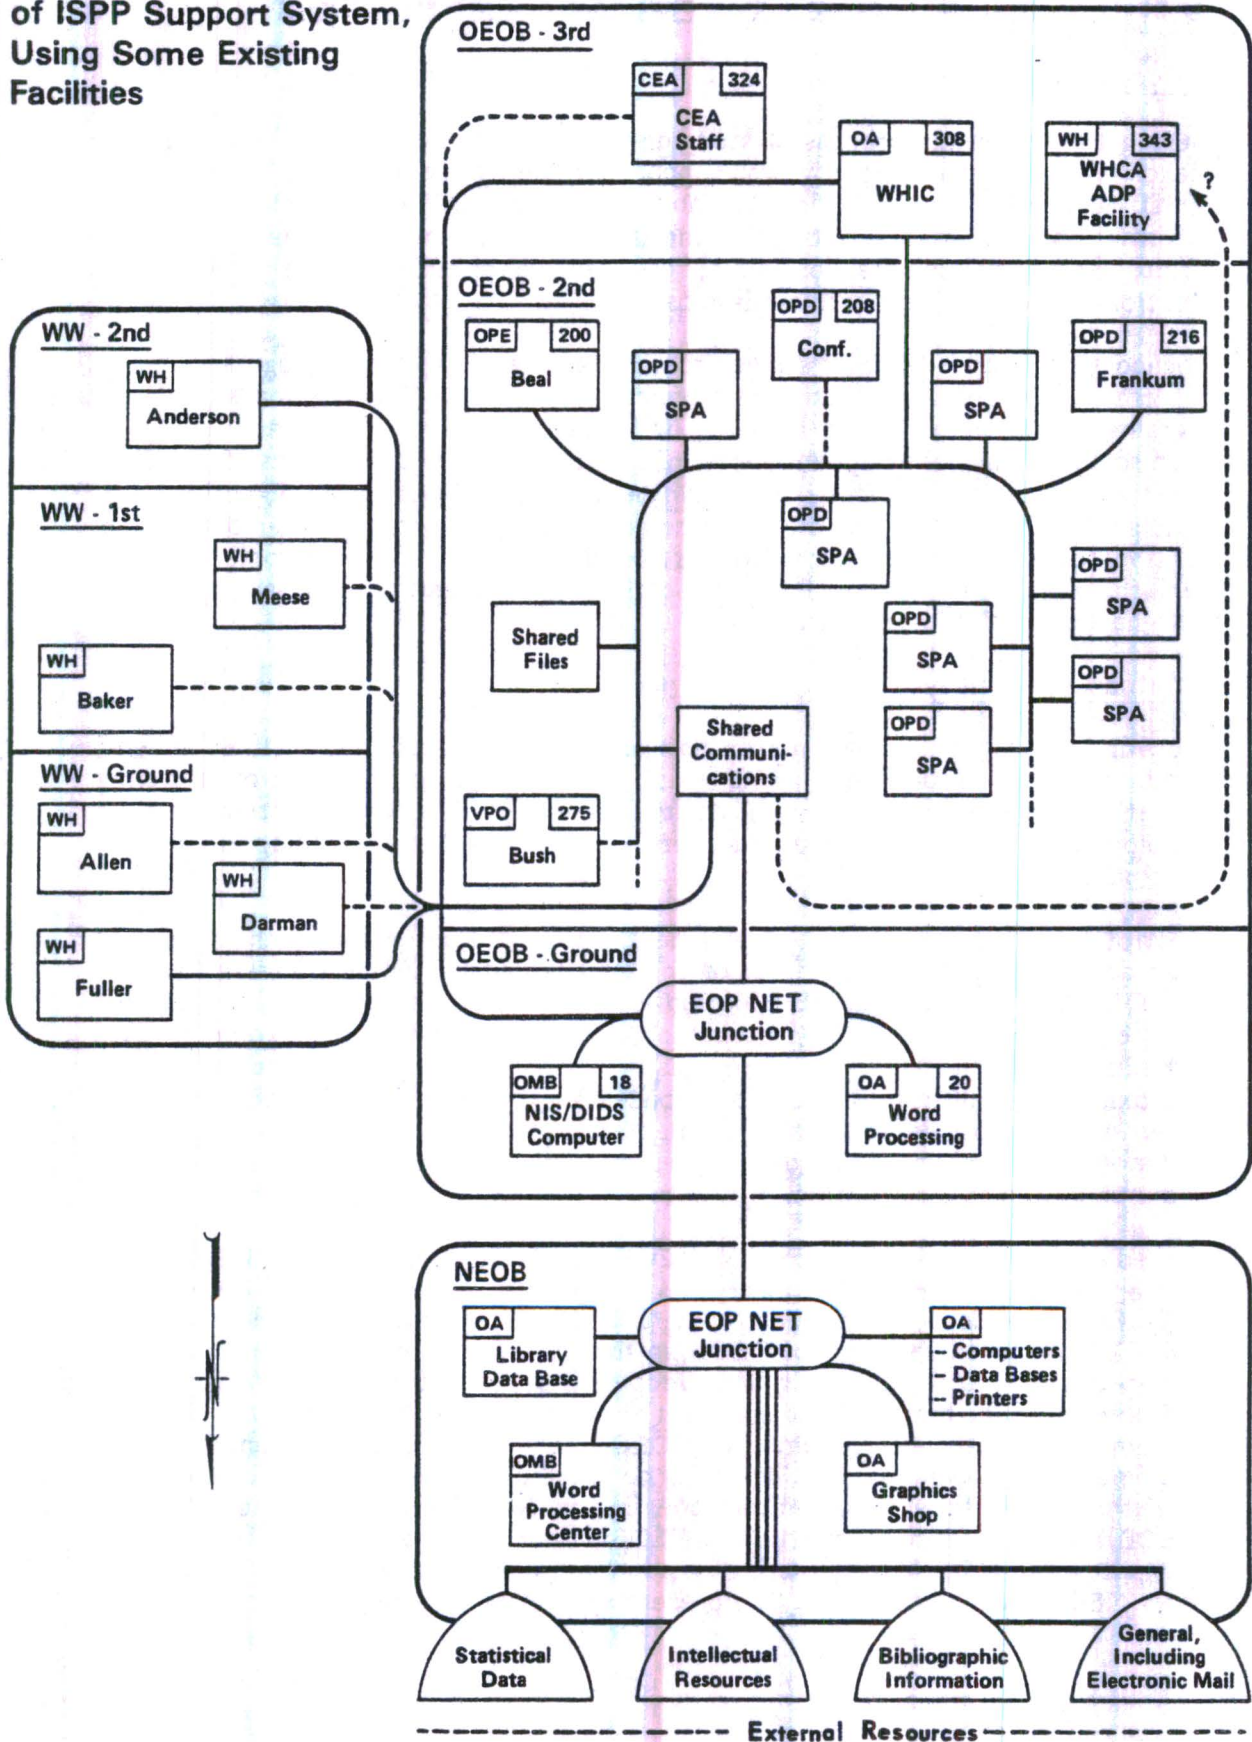 of ISPP Support System,
Using Some Existing
Facilities
OEOB - 3rd
CEA 324
CEA
Staff
OA 308
WHIC
WH 343
WHCA
ADP
Facility
?
OEOB - 2nd
OPE 200
Beal
OPD
SPA
OPD 208
Conf.
OPD
SPA
OPD 216
Frankum
OPD
SPA
OPD
SPA
OPD
SPA
OPD
SPA
OPD
SPA
Shared
Files
Shared
Communi-
cations
VPO 275
Bush
WW - 2nd
WH
Anderson
WW - 1st
WH
Meese
WH
Baker
WW - Ground
WH
Allen
WH
Darman
WH
Fuller
OEOB - Ground
EOP NET
Junction
OMB 18
NIS/DIDS
Computer
OA 20
Word
Processing
NEOB
EOP NET
Junction
OA
Library
Data Base
OA
– Computers
– Data Bases
– Printers
OMB
Word
Processing
Center
OA
Graphics
Shop
N
Statistical
Data
Intellectual
Resources
Bibliographic
Information
General,
Including
Electronic Mail
External Resources